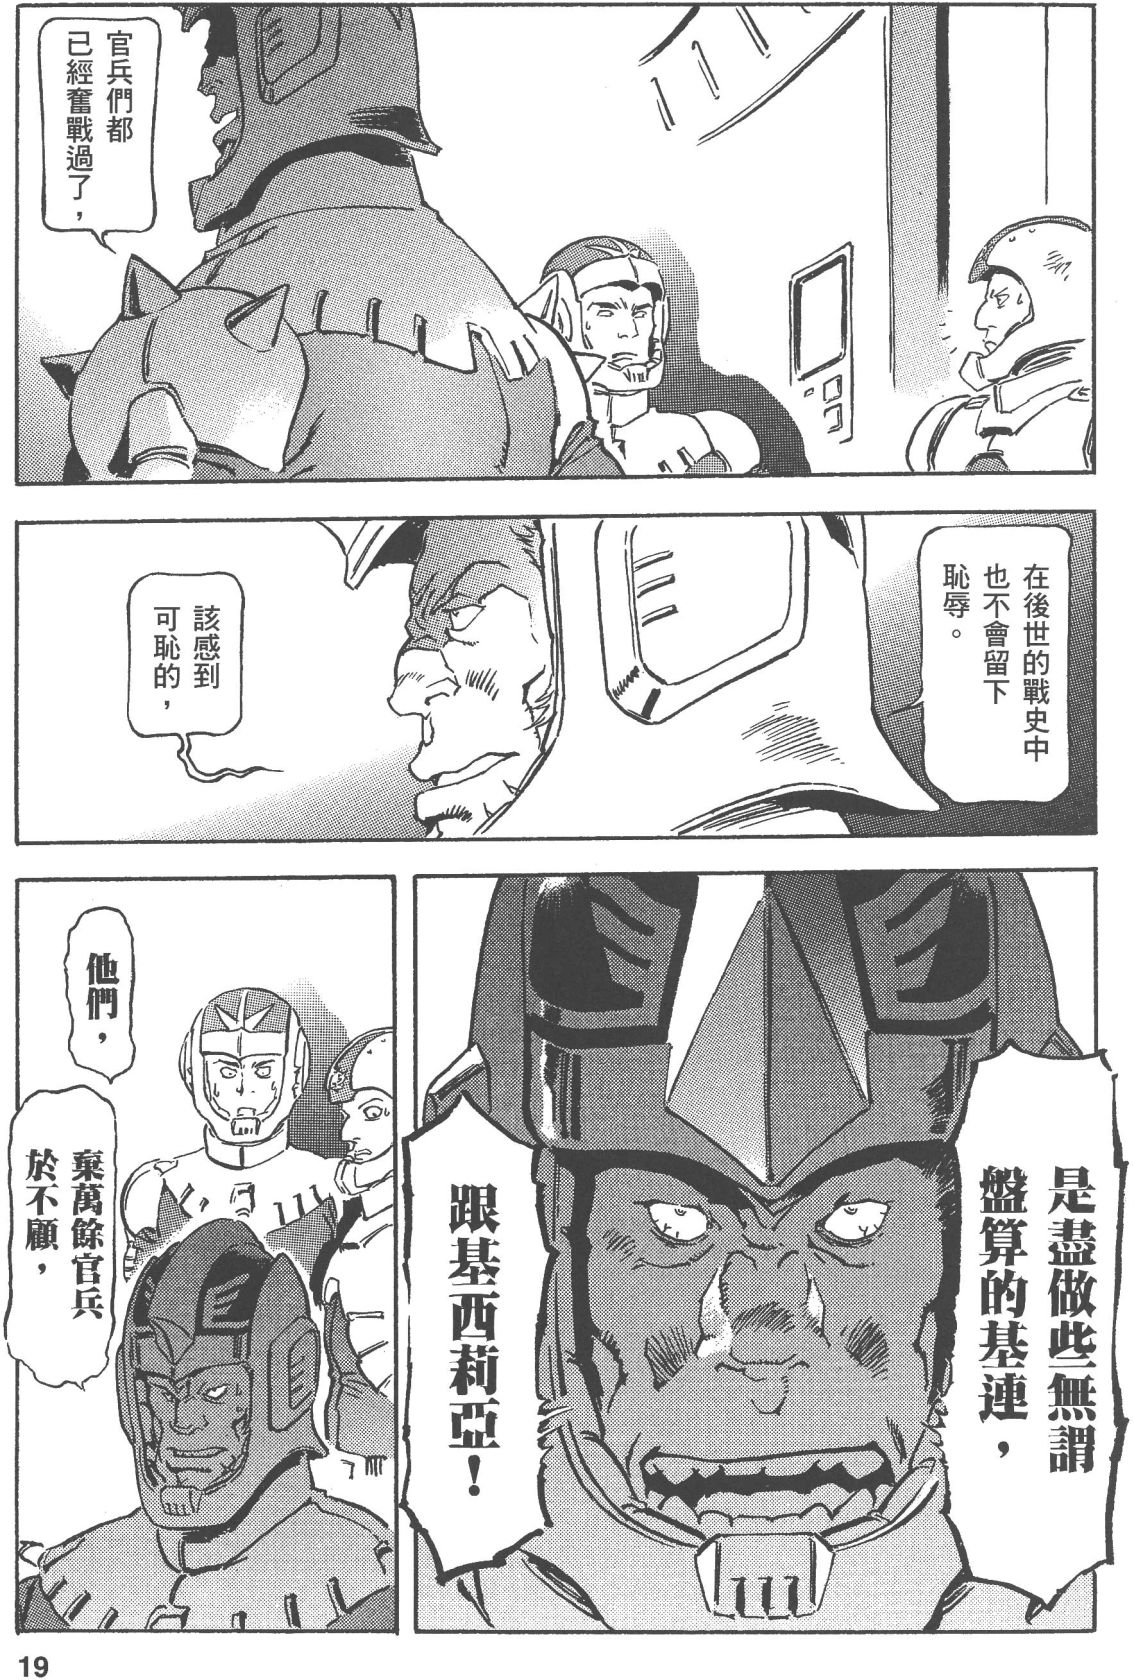 官兵們都
已經奮戰過了，
在後世的戰史中
也不會留下
恥辱。
該感到
可恥的，
是盡做些無謂
盤算的基連，
跟基西莉亞！
他們，
棄萬餘官兵
於不顧，
19